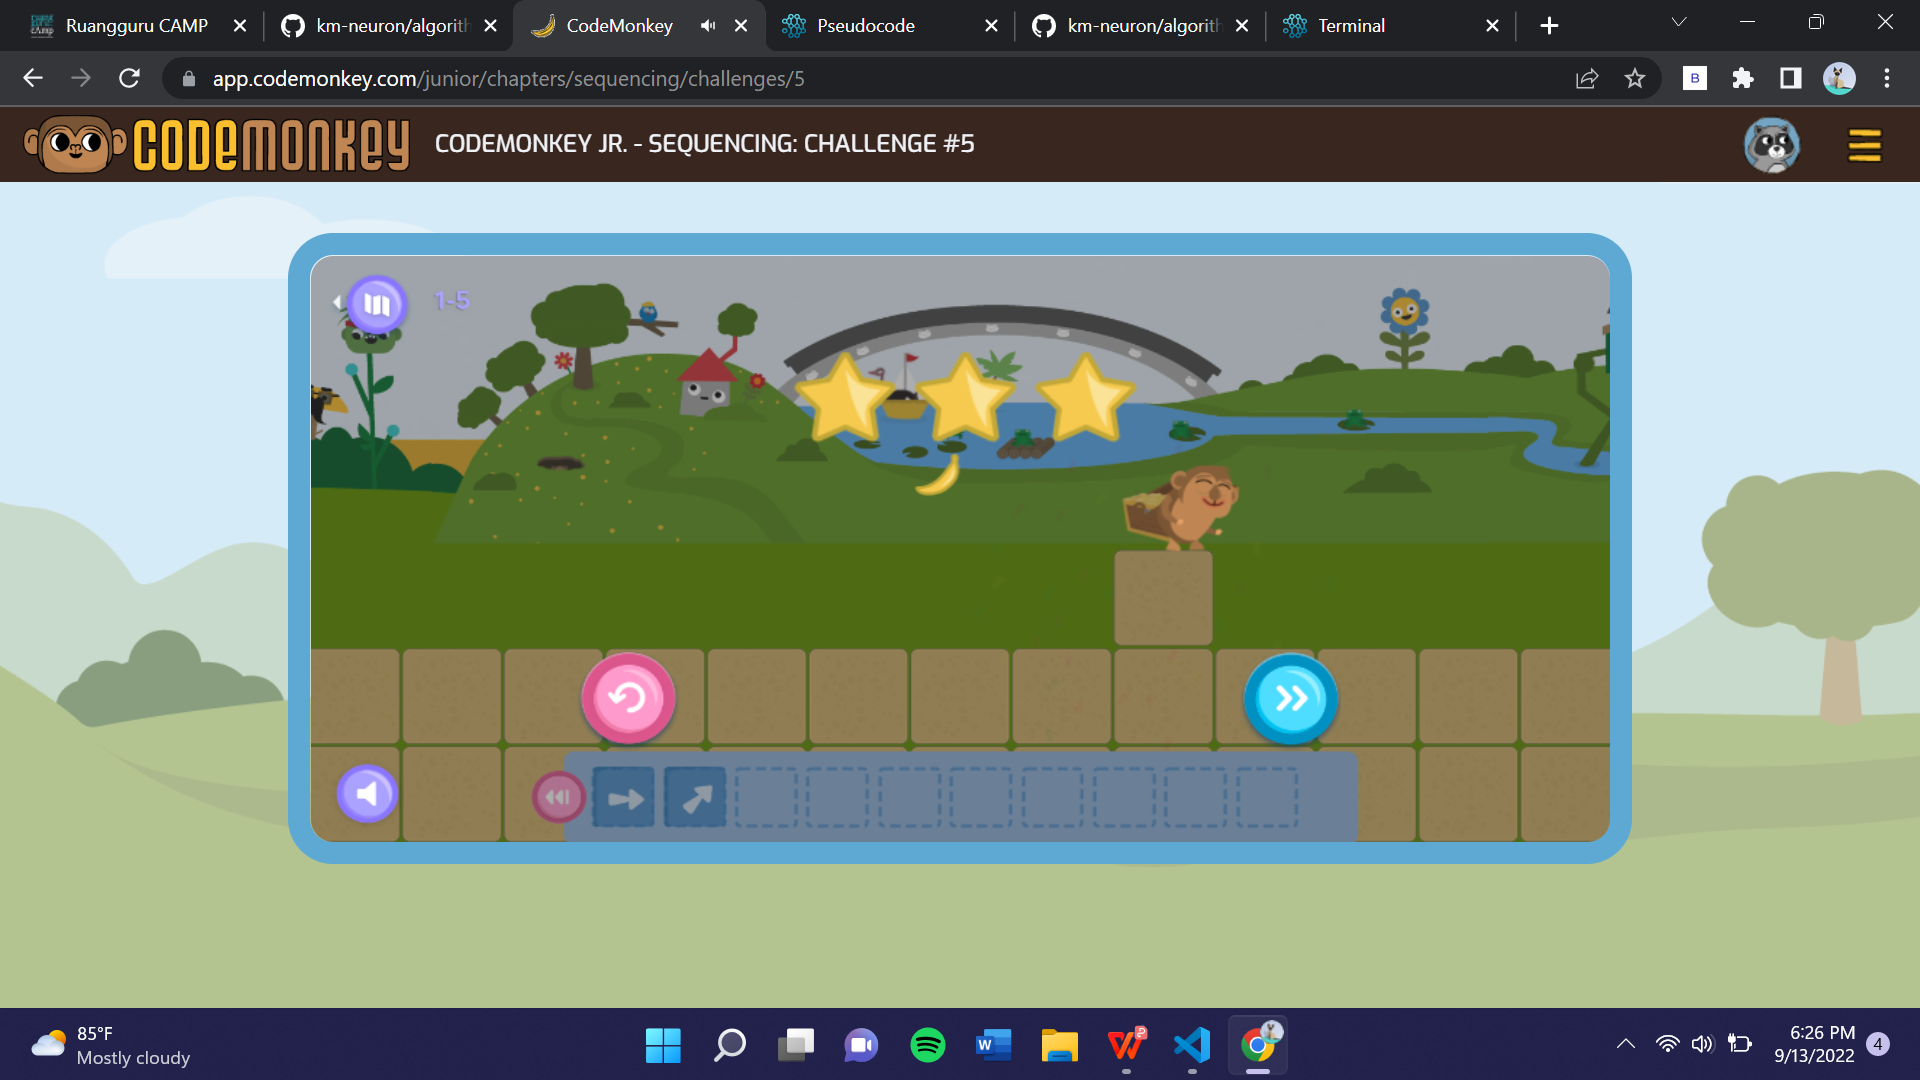 Ruangguru CAMP
km-neuron/algorith
CodeMonkey
Pseudocode
km-neuron/algorith
Terminal
app.codemonkey.com/junior/chapters/sequencing/challenges/5
B
CODEMONKEY
CODEMONKEY JR. - SEQUENCING: CHALLENGE #5
1-5
85°F
Mostly cloudy
6:26 PM
9/13/2022
4